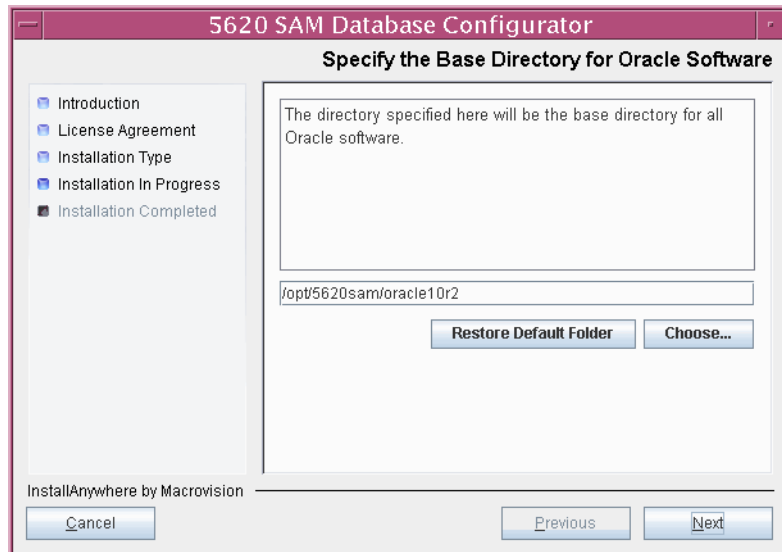 5620 SAM Database Configurator
Specify the Base Directory for Oracle Software
Introduction
License Agreement
Installation Type
Installation In Progress
Installation Completed
The directory specified here will be the base directory for all
Oracle software.
/opt/5620sam/oracle10r2
Restore Default Folder
Choose...
InstallAnywhere by Macrovision
Cancel
Previous
Next